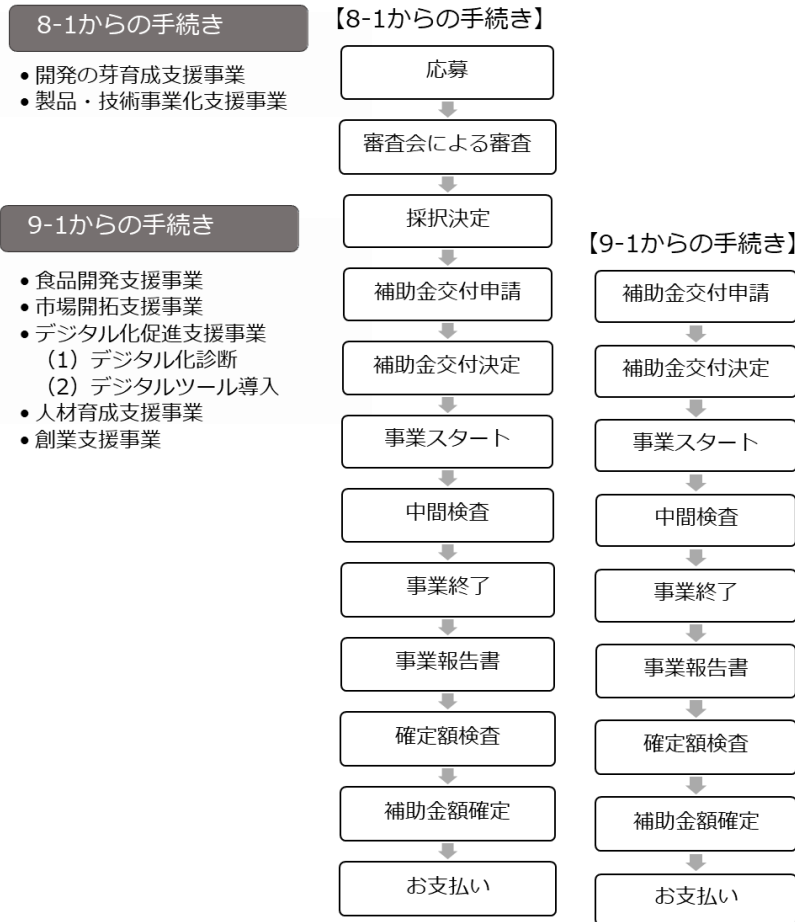 8-1からの手続き
• 開発の芽育成支援事業
• 製品・技術事業化支援事業
9-1からの手続き
• 食品開発支援事業
• 市場開拓支援事業
• デジタル化促進支援事業
（1）デジタル化診断
（2）デジタルツール導入
• 人材育成支援事業
• 創業支援事業
【8-1からの手続き】
応募
審査会による審査
採択決定
補助金交付申請
補助金交付決定
事業スタート
中間検査
事業終了
事業報告書
確定額検査
補助金額確定
お支払い
【9-1からの手続き】
補助金交付申請
補助金交付決定
事業スタート
中間検査
事業終了
事業報告書
確定額検査
補助金額確定
お支払い